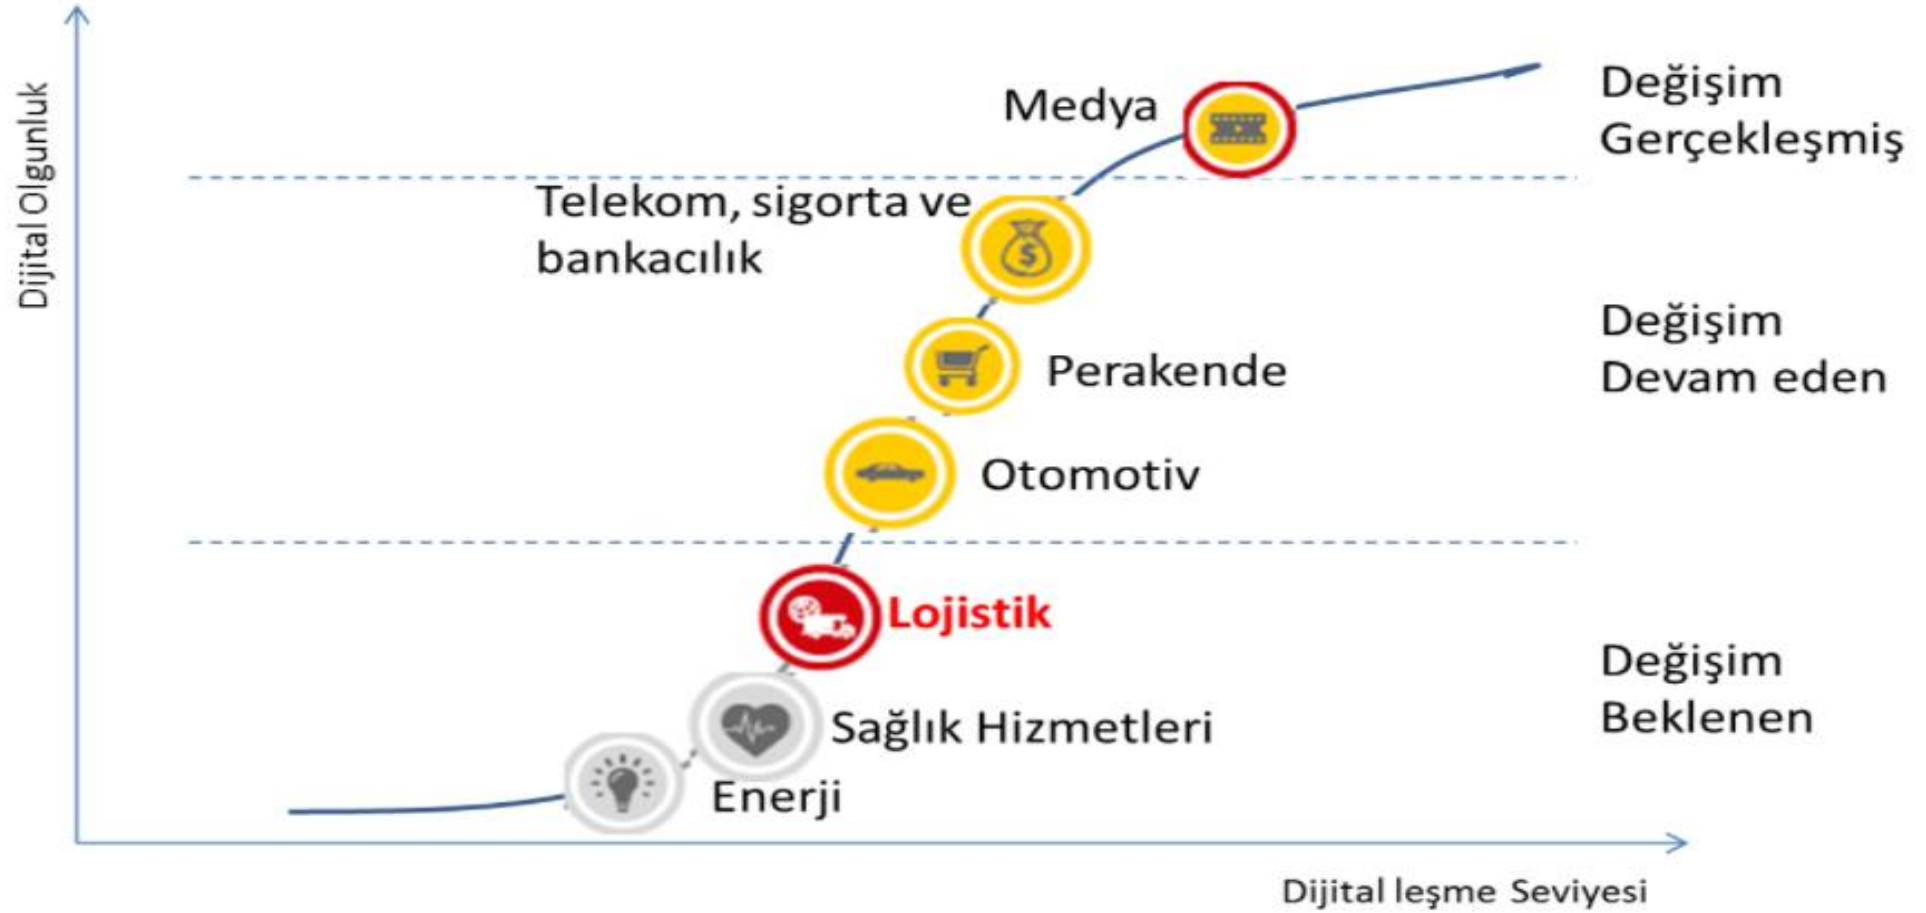 Dijital Olgunluk
Medya
Değişim
Gerçekleşmiş
Telekom, sigorta ve
bankacılık
Perakende
Değişim
Devam eden
Otomotiv
Lojistik
Sağlık Hizmetleri
Değişim
Beklenen
Enerji
Dijital leşme Seviyesi